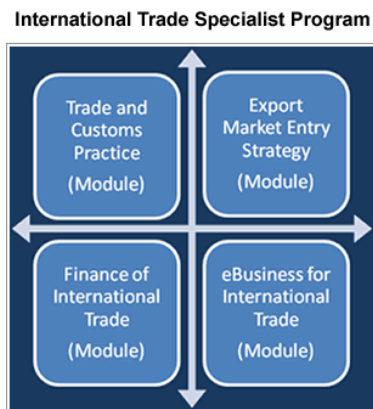 International Trade Specialist Program
Trade and
Customs
Practice
(Module)
Export
Market Entry
Strategy
(Module)
Finance of
International
Trade
(Module)
eBusiness for
International
Trade
(Module)